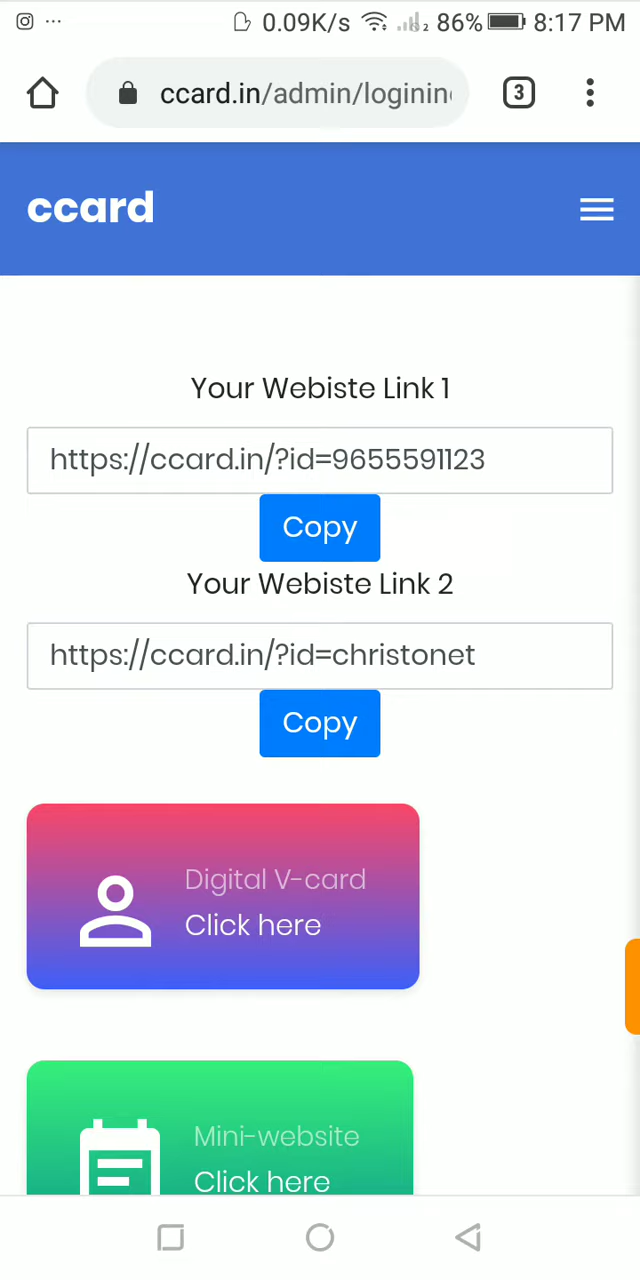 0.09K/s 2 86% 8:17 PM
ccard.in/admin/loginin
3
ccard
Your Webiste Link 1
https://ccard.in/?id=9655591123
Copy
Your Webiste Link 2
https://ccard.in/?id=christonet
Copy
Digital V-card
Click here
Mini-website
Click here